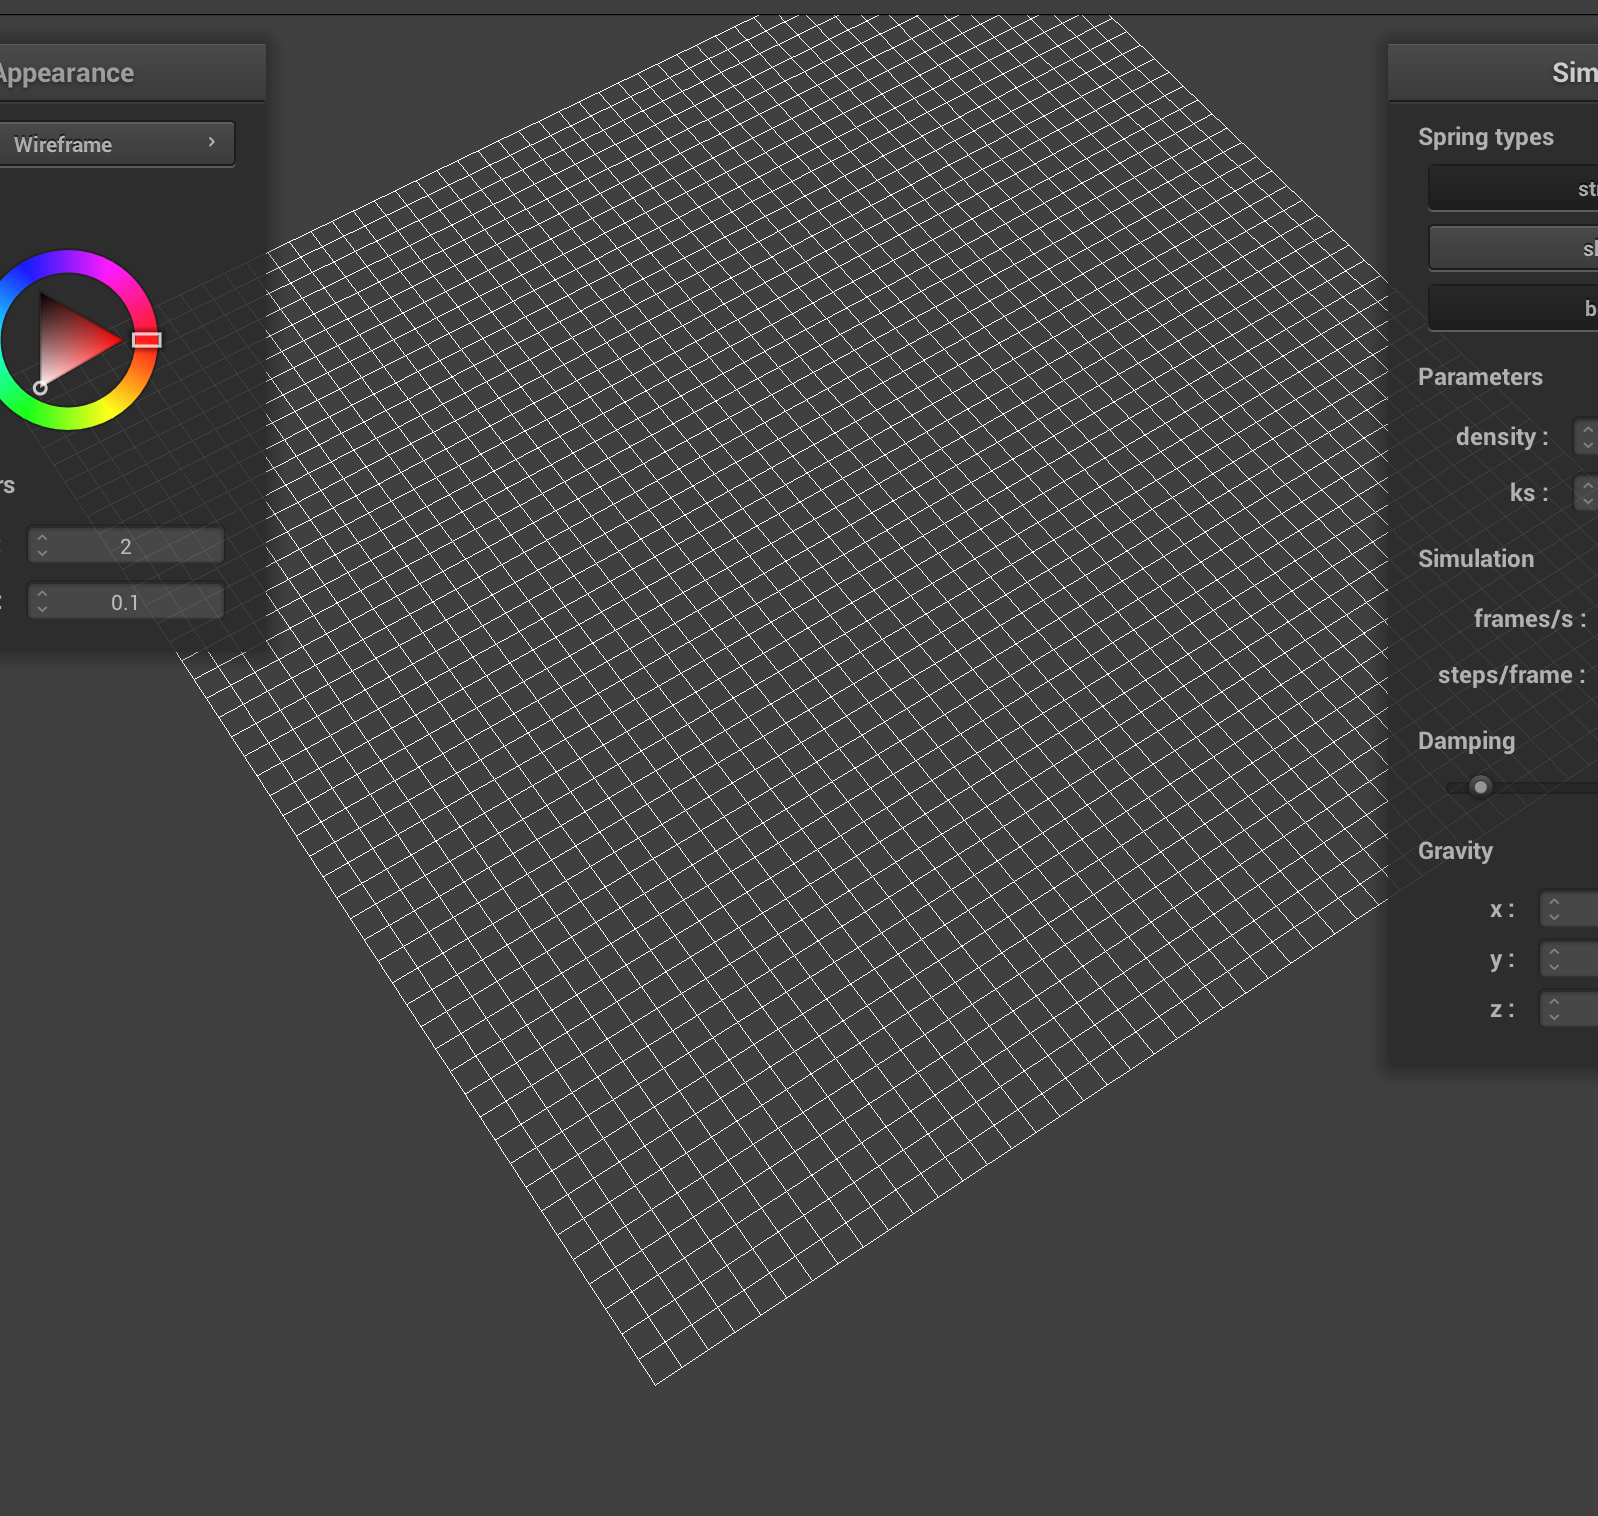 Appearance
Wireframe
rs
: 2
: 0.1
Sim
Spring types
st
sl
b
Parameters
density :
ks :
Simulation
frames/s :
steps/frame :
Damping
Gravity
x :
y :
z :